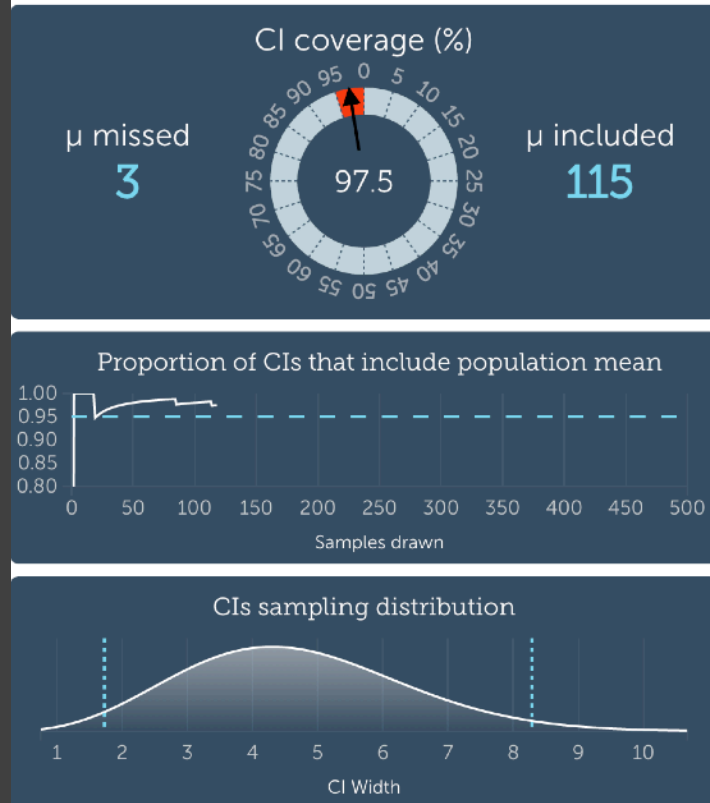 CI coverage (%)
0 5 10 15 20 25 30 35 40 45 50 55 60 65 70 75 80 85 90 95
μ missed
3
97.5
μ included
115
Proportion of CIs that include population mean
1.00
0.95
0.90
0.85
0.80
0 50 100 150 200 250 300 350 400 450 500
Samples drawn
CIs sampling distribution
1 2 3 4 5 6 7 8 9 10
CI Width